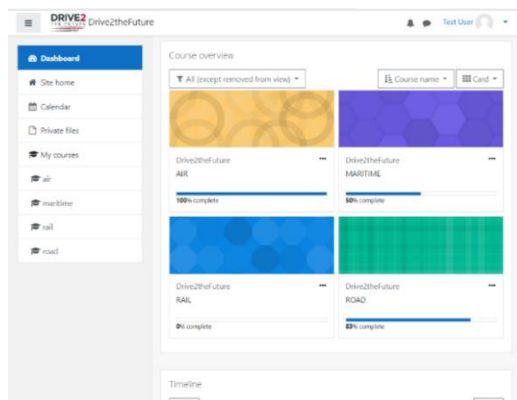 DRIVE2
THE FUTURE
Drive2theFuture
Test User
Dashboard
Site home
Calendar
Private files
My courses
air
maritime
rail
road
Course overview
All (except removed from view)
Course name
Card
Drive2theFuture
AIR
100% complete
Drive2theFuture
MARITIME
50% complete
Drive2theFuture
RAIL
0% complete
Drive2theFuture
ROAD
83% complete
Timeline